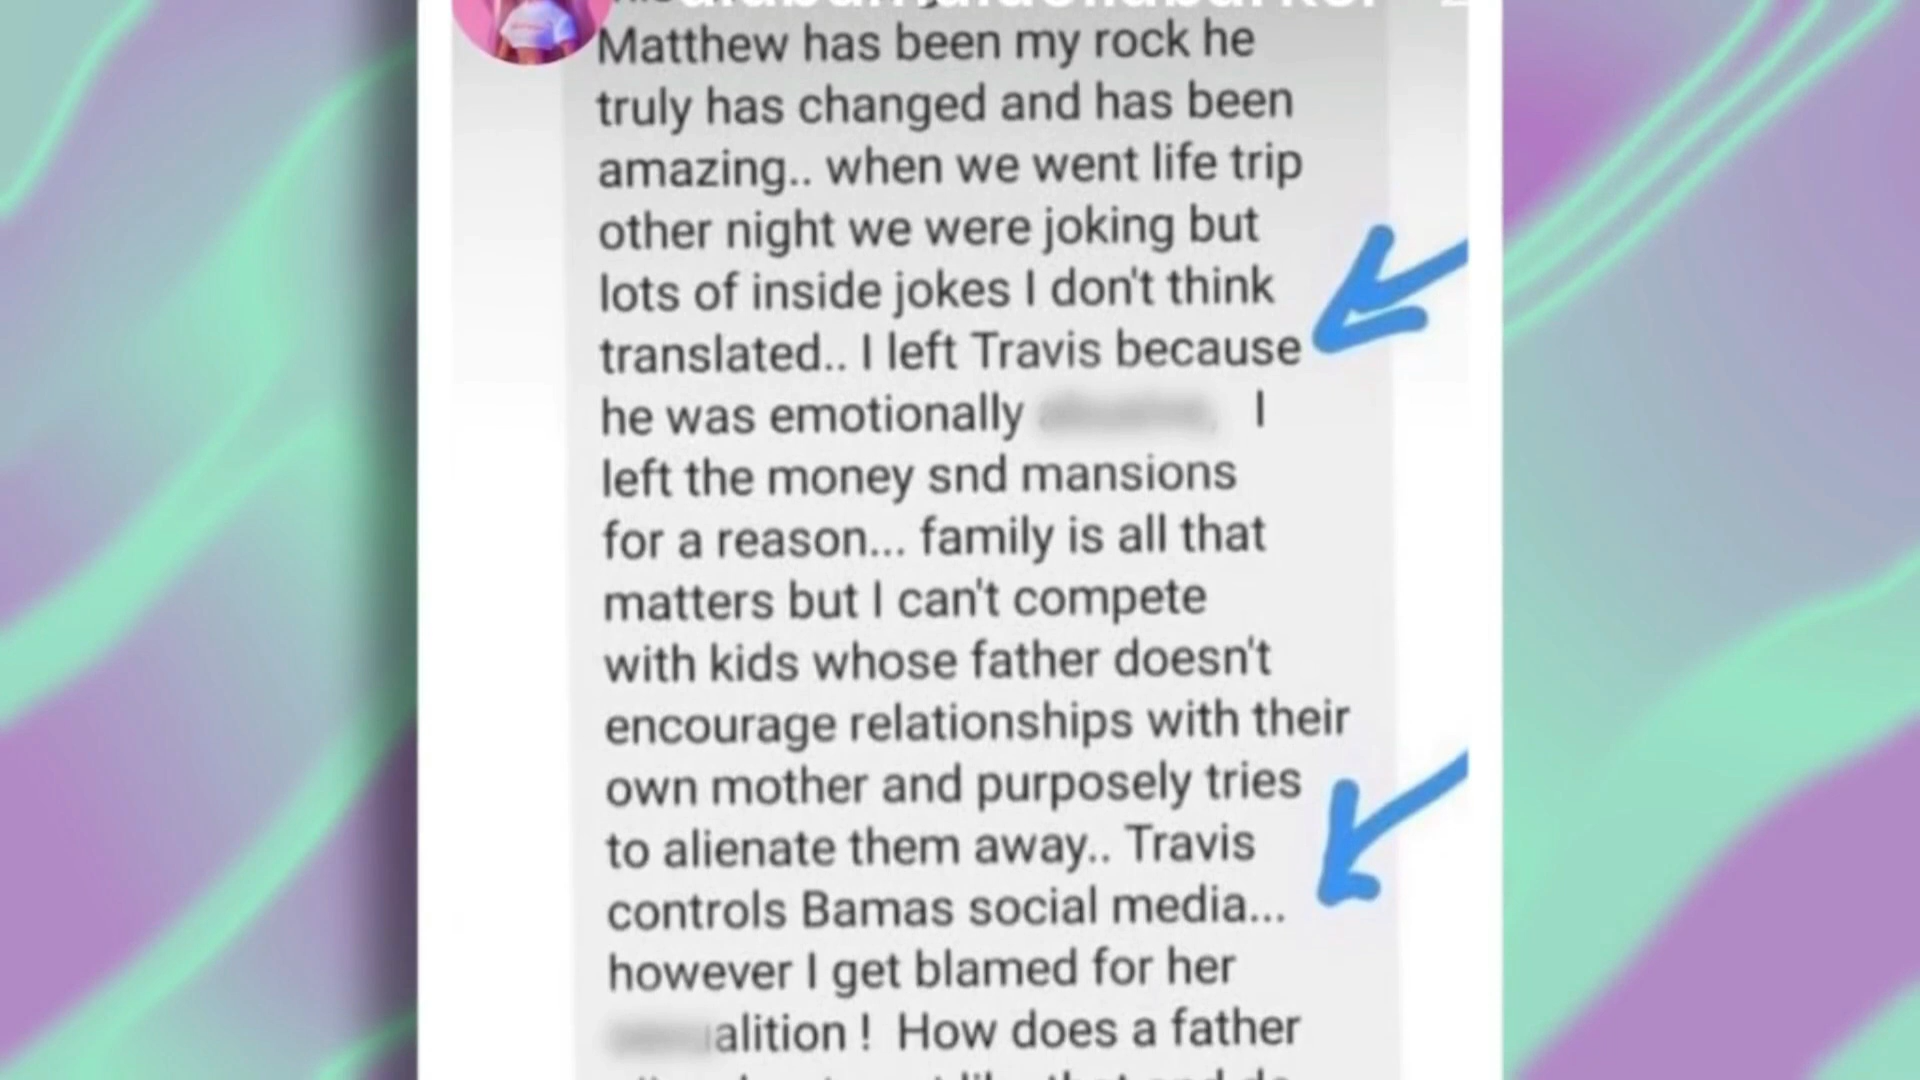 Matthew has been my rock he
truly has changed and has been
amazing.. when we went life trip
other night we were joking but
lots of inside jokes I don't think
translated.. I left Travis because
he was emotionally I
left the money snd mansions
for a reason... family is all that
matters but I can't compete
with kids whose father doesn't
encourage relationships with their
own mother and purposely tries
to alienate them away.. Travis
controls Bamas social media...
however I get blamed for her
alition ! How does a father